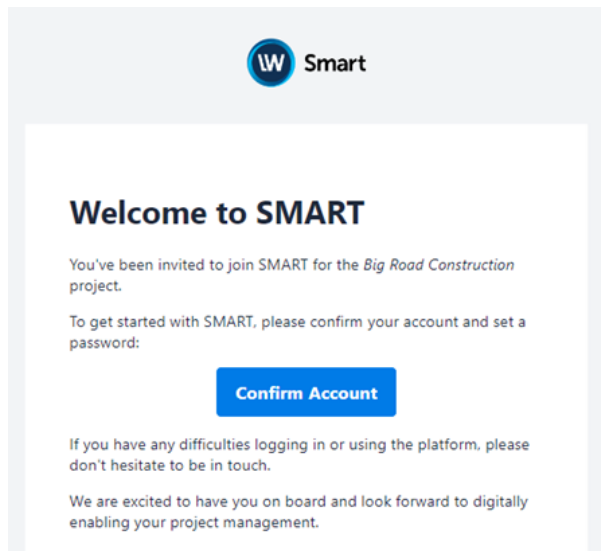 LW Smart
Welcome to SMART
You've been invited to join SMART for the Big Road Construction
project.
To get started with SMART, please confirm your account and set a
password:
Confirm Account
If you have any difficulties logging in or using the platform, please
don't hesitate to be in touch.
We are excited to have you on board and look forward to digitally
enabling your project management.